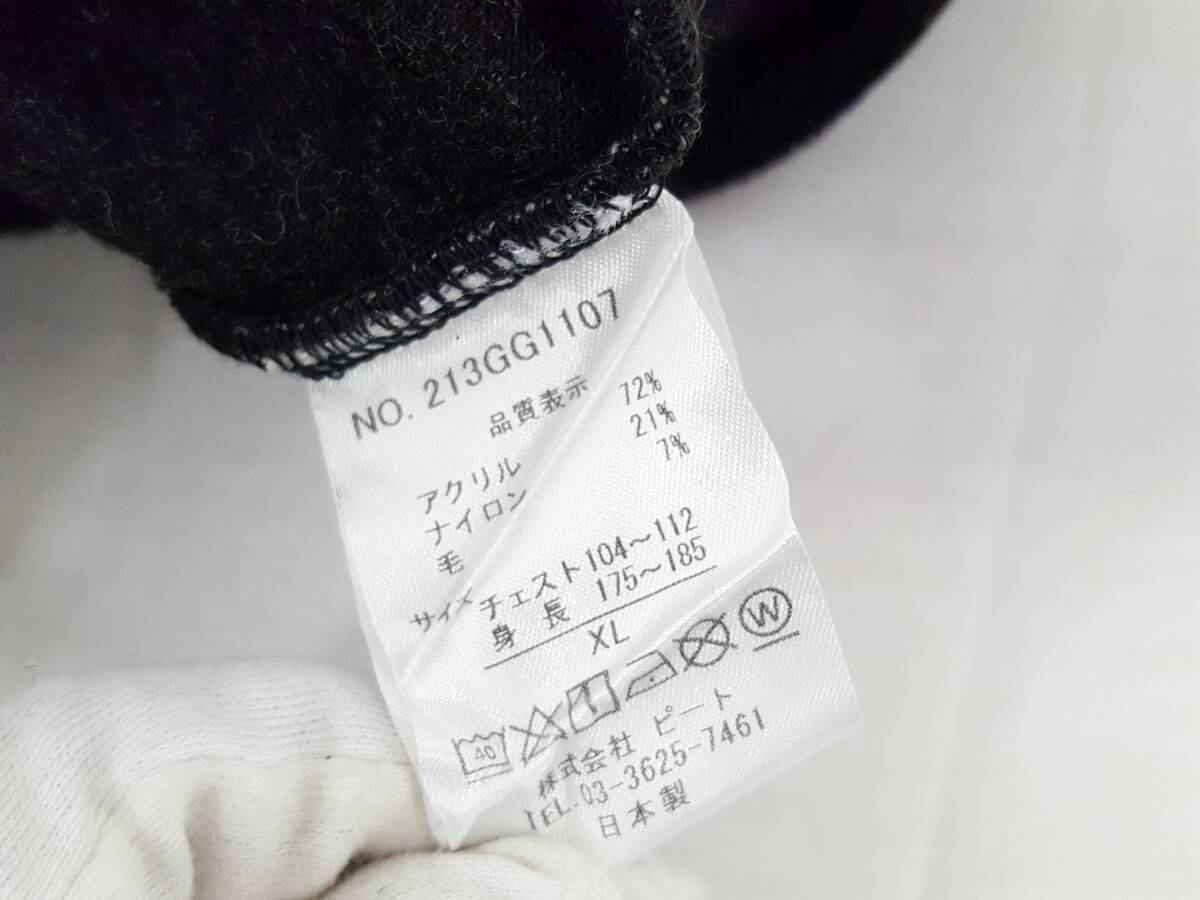 NO. 213GG1107
品質表示
アクリル 72%
ナイロン 21%
毛 7%
サイズ チェスト104～112
身 長 175～185
XL
40 W
株式会社 ピート
TEL.03-3625-7461
日本製